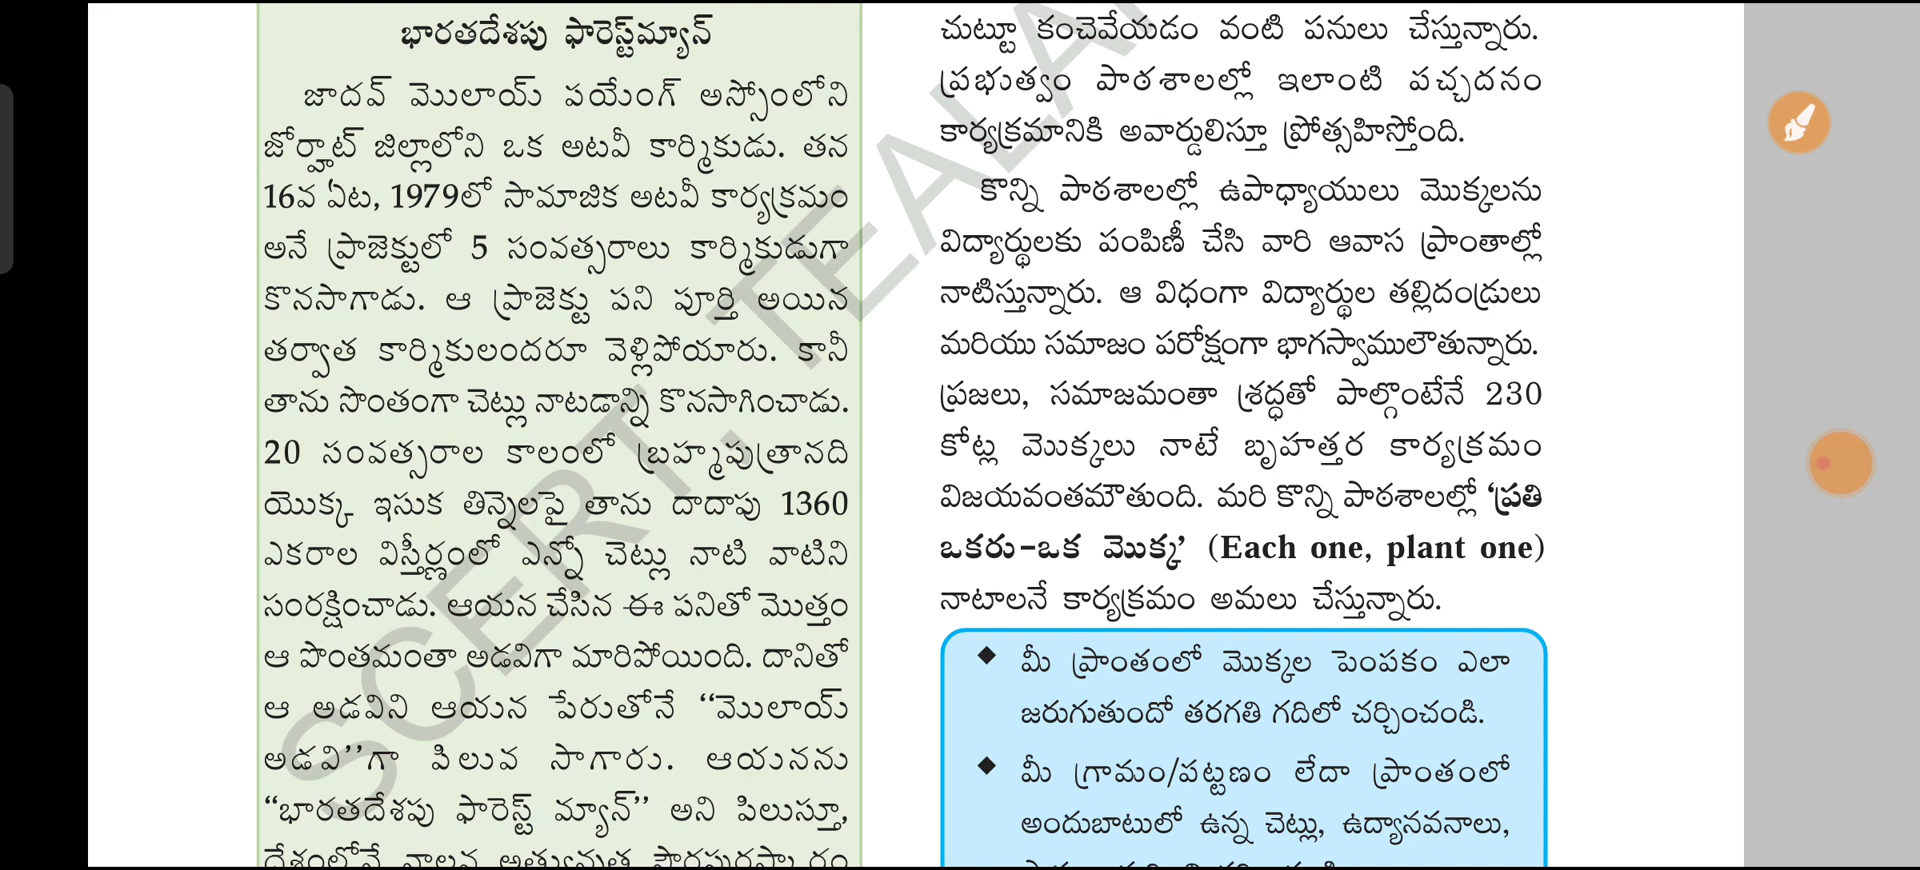 భారతదేశపు ఫారెస్ట్‌మ్యాన్
జాదవ్ మొలాయ్ పయేంగ్ అస్సోంలోని
జోర్హాట్ జిల్లాలోని ఒక అటవీ కార్మికుడు. తన
16వ ఏట, 1979లో సామాజిక అటవీ కార్యక్రమం
అనే ప్రాజెక్టులో 5 సంవత్సరాలు కార్మికుడుగా
కొనసాగాడు. ఆ ప్రాజెక్టు పని పూర్తి అయిన
తర్వాత కార్మికులందరూ వెళ్లిపోయారు. కానీ
తాను సొంతంగా చెట్లు నాటడాన్ని కొనసాగించాడు.
20 సంవత్సరాల కాలంలో బ్రహ్మపుత్రానది
యొక్క ఇసుక తిన్నెలపై తాను దాదాపు 1360
ఎకరాల విస్తీర్ణంలో ఎన్నో చెట్లు నాటి వాటిని
సంరక్షించాడు. ఆయన చేసిన ఈ పనితో మొత్తం
ఆ ప్రాంతమంతా అడవిగా మారిపోయింది. దానితో
ఆ అడవిని ఆయన పేరుతోనే “మొలాయ్
అడవి”గా పిలువ సాగారు. ఆయనను
“భారతదేశపు ఫారెస్ట్ మ్యాన్” అని పిలుస్తూ,
చుట్టూ కంచెవేయడం వంటి పనులు చేస్తున్నారు.
ప్రభుత్వం పాఠశాలల్లో ఇలాంటి పచ్చదనం
కార్యక్రమానికి అవార్డులిస్తూ ప్రోత్సహిస్తోంది.
కొన్ని పాఠశాలల్లో ఉపాధ్యాయులు మొక్కలను
విద్యార్థులకు పంపిణీ చేసి వారి ఆవాస ప్రాంతాల్లో
నాటిస్తున్నారు. ఆ విధంగా విద్యార్థుల తల్లిదండ్రులు
మరియు సమాజం పరోక్షంగా భాగస్వాములౌతున్నారు.
ప్రజలు, సమాజమంతా శ్రద్ధతో పాల్గొంటేనే 230
కోట్ల మొక్కలు నాటే బృహత్తర కార్యక్రమం
విజయవంతమౌతుంది. మరి కొన్ని పాఠశాలల్లో ‘ప్రతి
ఒకరు-ఒక మొక్క’ (Each one, plant one)
నాటాలనే కార్యక్రమం అమలు చేస్తున్నారు.
◆ మీ ప్రాంతంలో మొక్కల పెంపకం ఎలా
జరుగుతుందో తరగతి గదిలో చర్చించండి.
◆ మీ గ్రామం/పట్టణం లేదా ప్రాంతంలో
అందుబాటులో ఉన్న చెట్లు, ఉద్యానవనాలు,
SCERT, TEALA